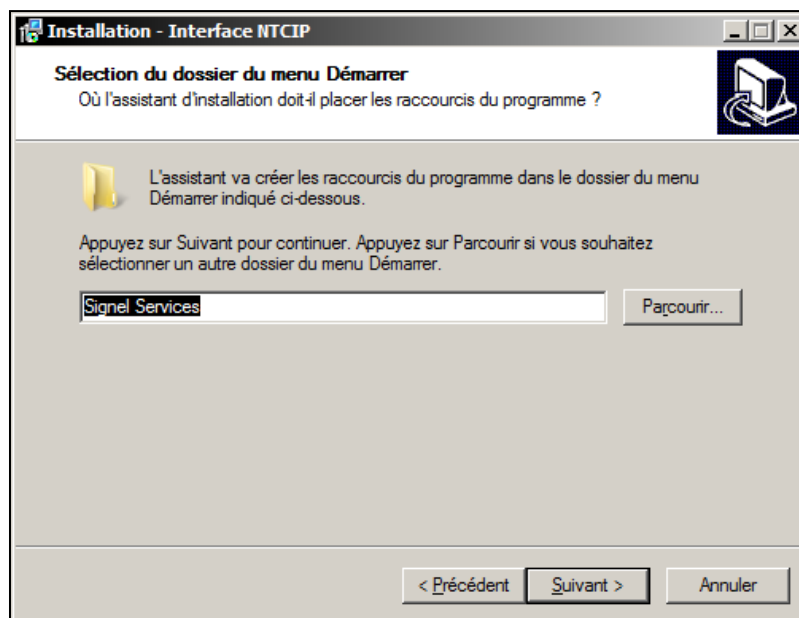 Installation - Interface NTCIP
Sélection du dossier du menu Démarrer
Où l'assistant d'installation doit-il placer les raccourcis du programme ?
L'assistant va créer les raccourcis du programme dans le dossier du menu
Démarrer indiqué ci-dessous.
Appuyez sur Suivant pour continuer. Appuyez sur Parcourir si vous souhaitez
sélectionner un autre dossier du menu Démarrer.
Signel Services
Parcourir...
< Précédent
Suivant >
Annuler